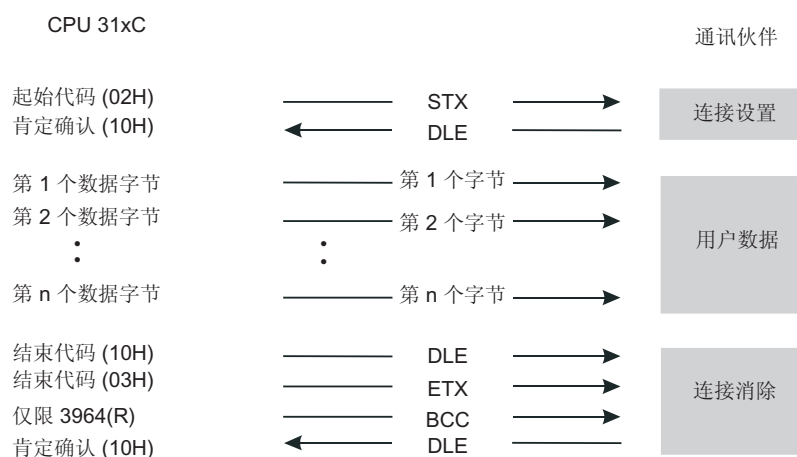 CPU 31xC
通讯伙伴
起始代码 (02H) STX 连接设置
肯定确认 (10H) DLE
第 1 个数据字节 第 1 个字节
第 2 个数据字节 第 2 个字节
用户数据
第 n 个数据字节 第 n 个字节
结束代码 (10H) DLE
结束代码 (03H) ETX 连接消除
仅限 3964(R) BCC
肯定确认 (10H) DLE